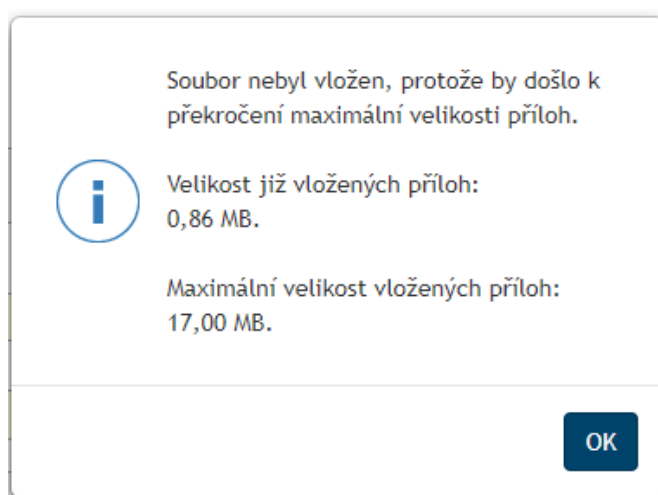 Soubor nebyl vložen, protože by došlo k
překročení maximální velikosti příloh.
Velikost již vložených příloh:
0,86 MB.
Maximální velikost vložených příloh:
17,00 MB.
OK